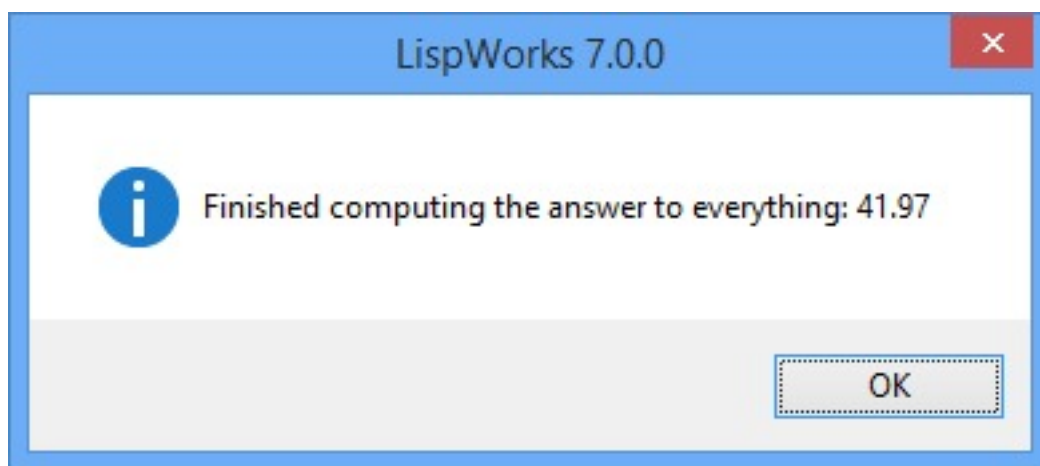 LispWorks 7.0.0
Finished computing the answer to everything: 41.97
OK